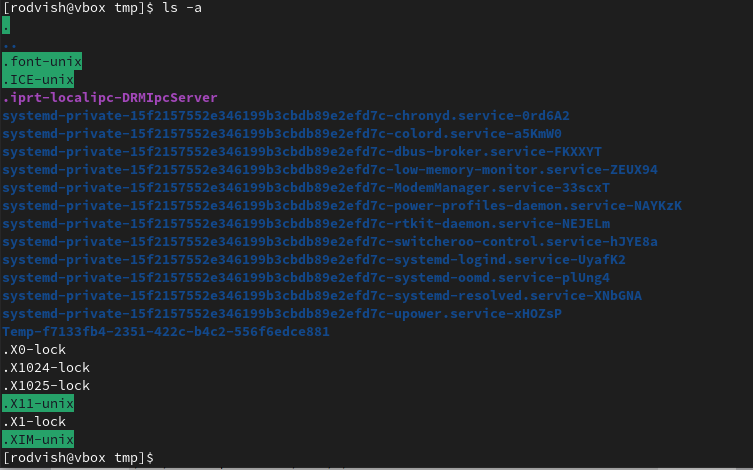 [rodvish@vbox tmp]$ ls -a
.
..
.font-unix
.ICE-unix
.iprt-localipc-DRMIpcServer
systemd-private-15f2157552e346199b3cbdb89e2efd7c-chronyd.service-0rd6A2
systemd-private-15f2157552e346199b3cbdb89e2efd7c-colord.service-a5KmW0
systemd-private-15f2157552e346199b3cbdb89e2efd7c-dbus-broker.service-FKXXYT
systemd-private-15f2157552e346199b3cbdb89e2efd7c-low-memory-monitor.service-ZEUX94
systemd-private-15f2157552e346199b3cbdb89e2efd7c-ModemManager.service-33scxT
systemd-private-15f2157552e346199b3cbdb89e2efd7c-power-profiles-daemon.service-NAYKzK
systemd-private-15f2157552e346199b3cbdb89e2efd7c-rtkit-daemon.service-NEJELm
systemd-private-15f2157552e346199b3cbdb89e2efd7c-switcheroo-control.service-hJYE8a
systemd-private-15f2157552e346199b3cbdb89e2efd7c-systemd-logind.service-UyafK2
systemd-private-15f2157552e346199b3cbdb89e2efd7c-systemd-oomd.service-plUng4
systemd-private-15f2157552e346199b3cbdb89e2efd7c-systemd-resolved.service-XNbGNA
systemd-private-15f2157552e346199b3cbdb89e2efd7c-upower.service-xHOZsP
Temp-f7133fb4-2351-422c-b4c2-556f6edce881
.X0-lock
.X1024-lock
.X1025-lock
.X11-unix
.X1-lock
.XIM-unix
[rodvish@vbox tmp]$